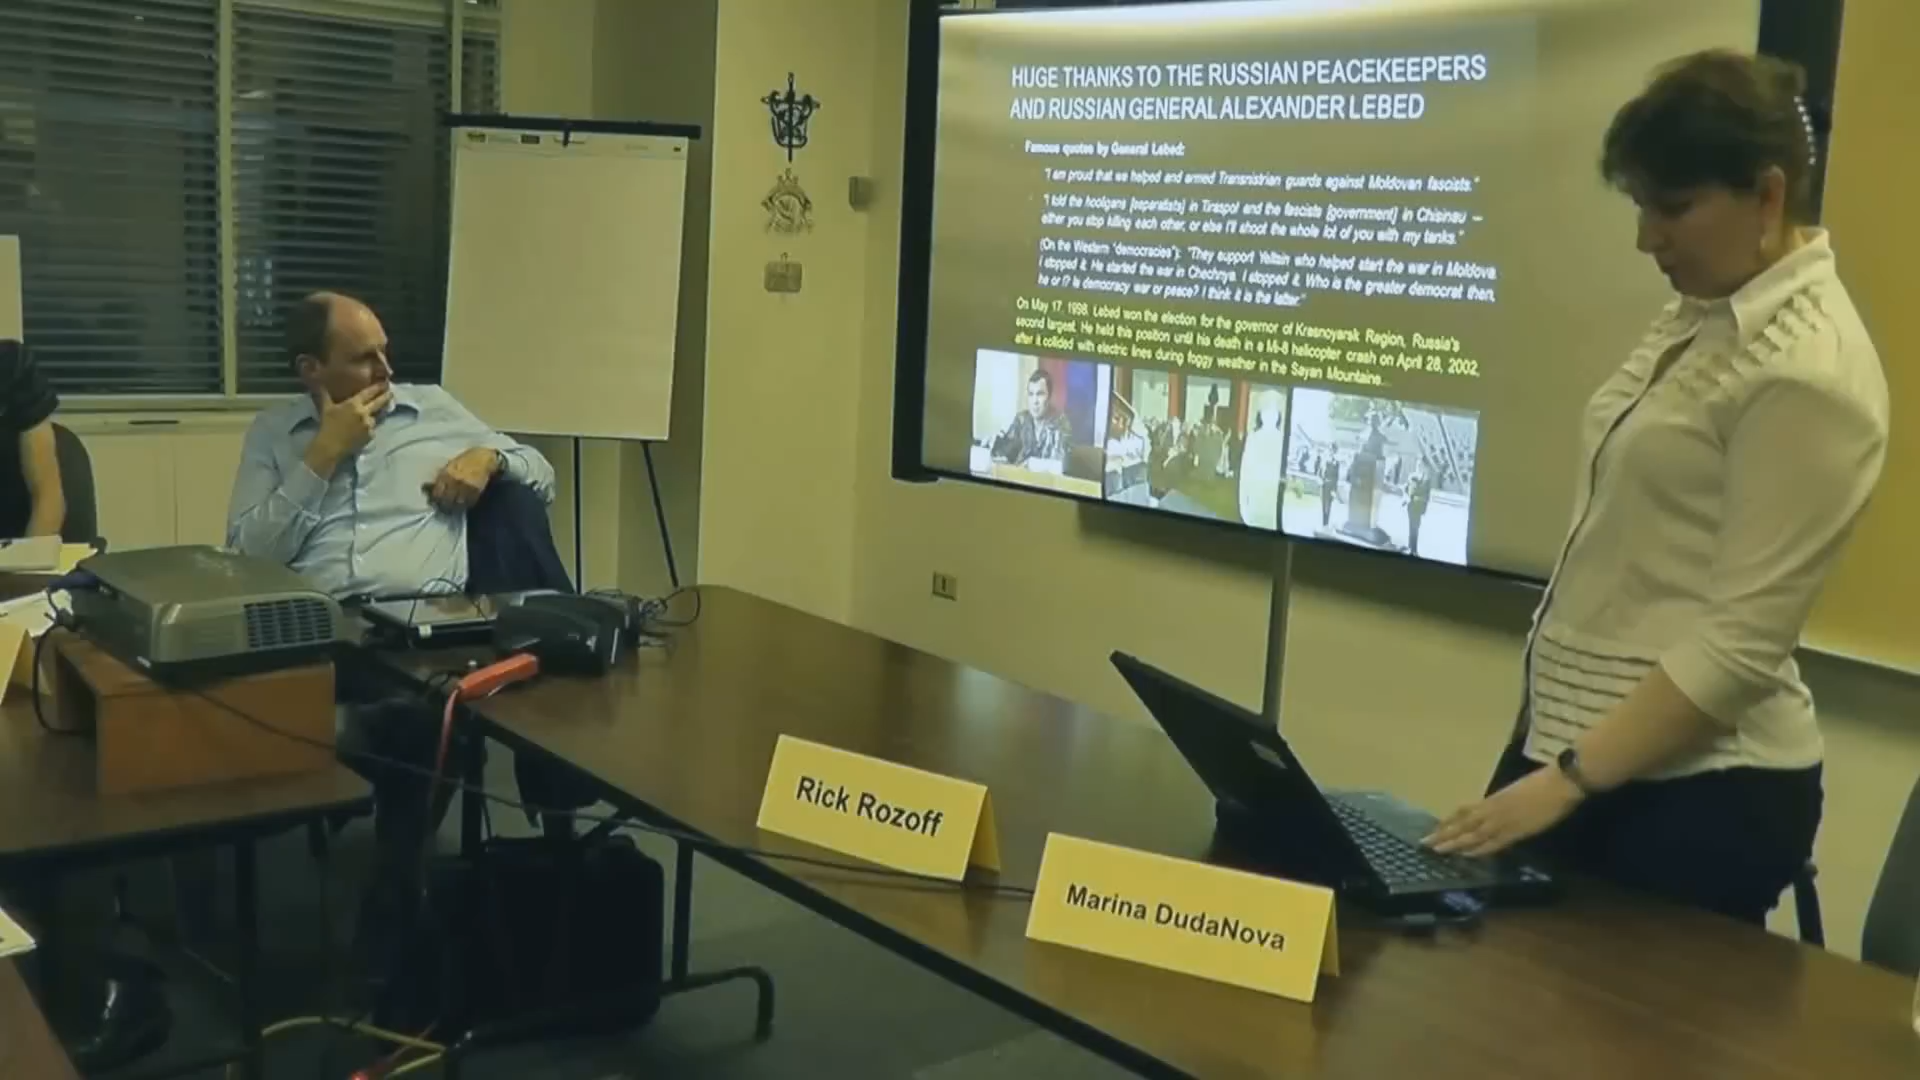 HUGE THANKS TO THE RUSSIAN PEACEKEEPERS
AND RUSSIAN GENERAL ALEXANDER LEBED
Famous quotes by General Lebed:
"I am proud that we helped and armed Transnistrian guards against Moldovan fascists."
"I told the hooligans [separatists] in Tiraspol and the fascists [government] in Chisinau –
either you stop killing each other, or else I'll shoot the whole lot of you with my tanks."
(On the Western "democracies"): "They support Yeltsin who helped start the war in Moldova.
I stopped it. He started the war in Chechnya. I stopped it. Who is the greater democrat then,
he or I? Is democracy war or peace? I think it is the latter."
On May 17, 1998, Lebed won the election for the governor of Krasnoyarsk Region, Russia's
second largest. He held this position until his death in a Mi-8 helicopter crash on April 28, 2002,
after it collided with electric lines during foggy weather in the Sayan Mountains...
Rick Rozoff
Marina DudaNova